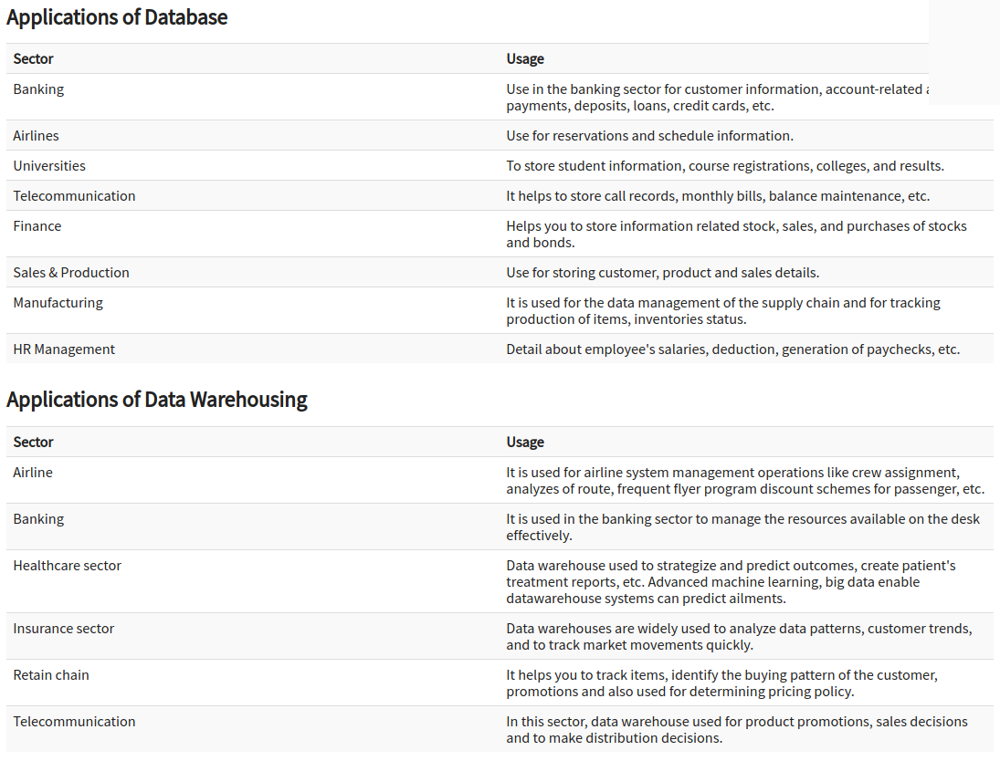 Applications of Database
Sector Usage
Banking Use in the banking sector for customer information, account-related
payments, deposits, loans, credit cards, etc.
Airlines Use for reservations and schedule information.
Universities To store student information, course registrations, colleges, and results.
Telecommunication It helps to store call records, monthly bills, balance maintenance, etc.
Finance Helps you to store information related stock, sales, and purchases of stocks
and bonds.
Sales & Production Use for storing customer, product and sales details.
Manufacturing It is used for the data management of the supply chain and for tracking
production of items, inventories status.
HR Management Detail about employee's salaries, deduction, generation of paychecks, etc.
Applications of Data Warehousing
Sector Usage
Airline It is used for airline system management operations like crew assignment,
analyzes of route, frequent flyer program discount schemes for passenger, etc.
Banking It is used in the banking sector to manage the resources available on the desk
effectively.
Healthcare sector Data warehouse used to strategize and predict outcomes, create patient's
treatment reports, etc. Advanced machine learning, big data enable
datawarehouse systems can predict ailments.
Insurance sector Data warehouses are widely used to analyze data patterns, customer trends,
and to track market movements quickly.
Retain chain It helps you to track items, identify the buying pattern of the customer,
promotions and also used for determining pricing policy.
Telecommunication In this sector, data warehouse used for product promotions, sales decisions
and to make distribution decisions.